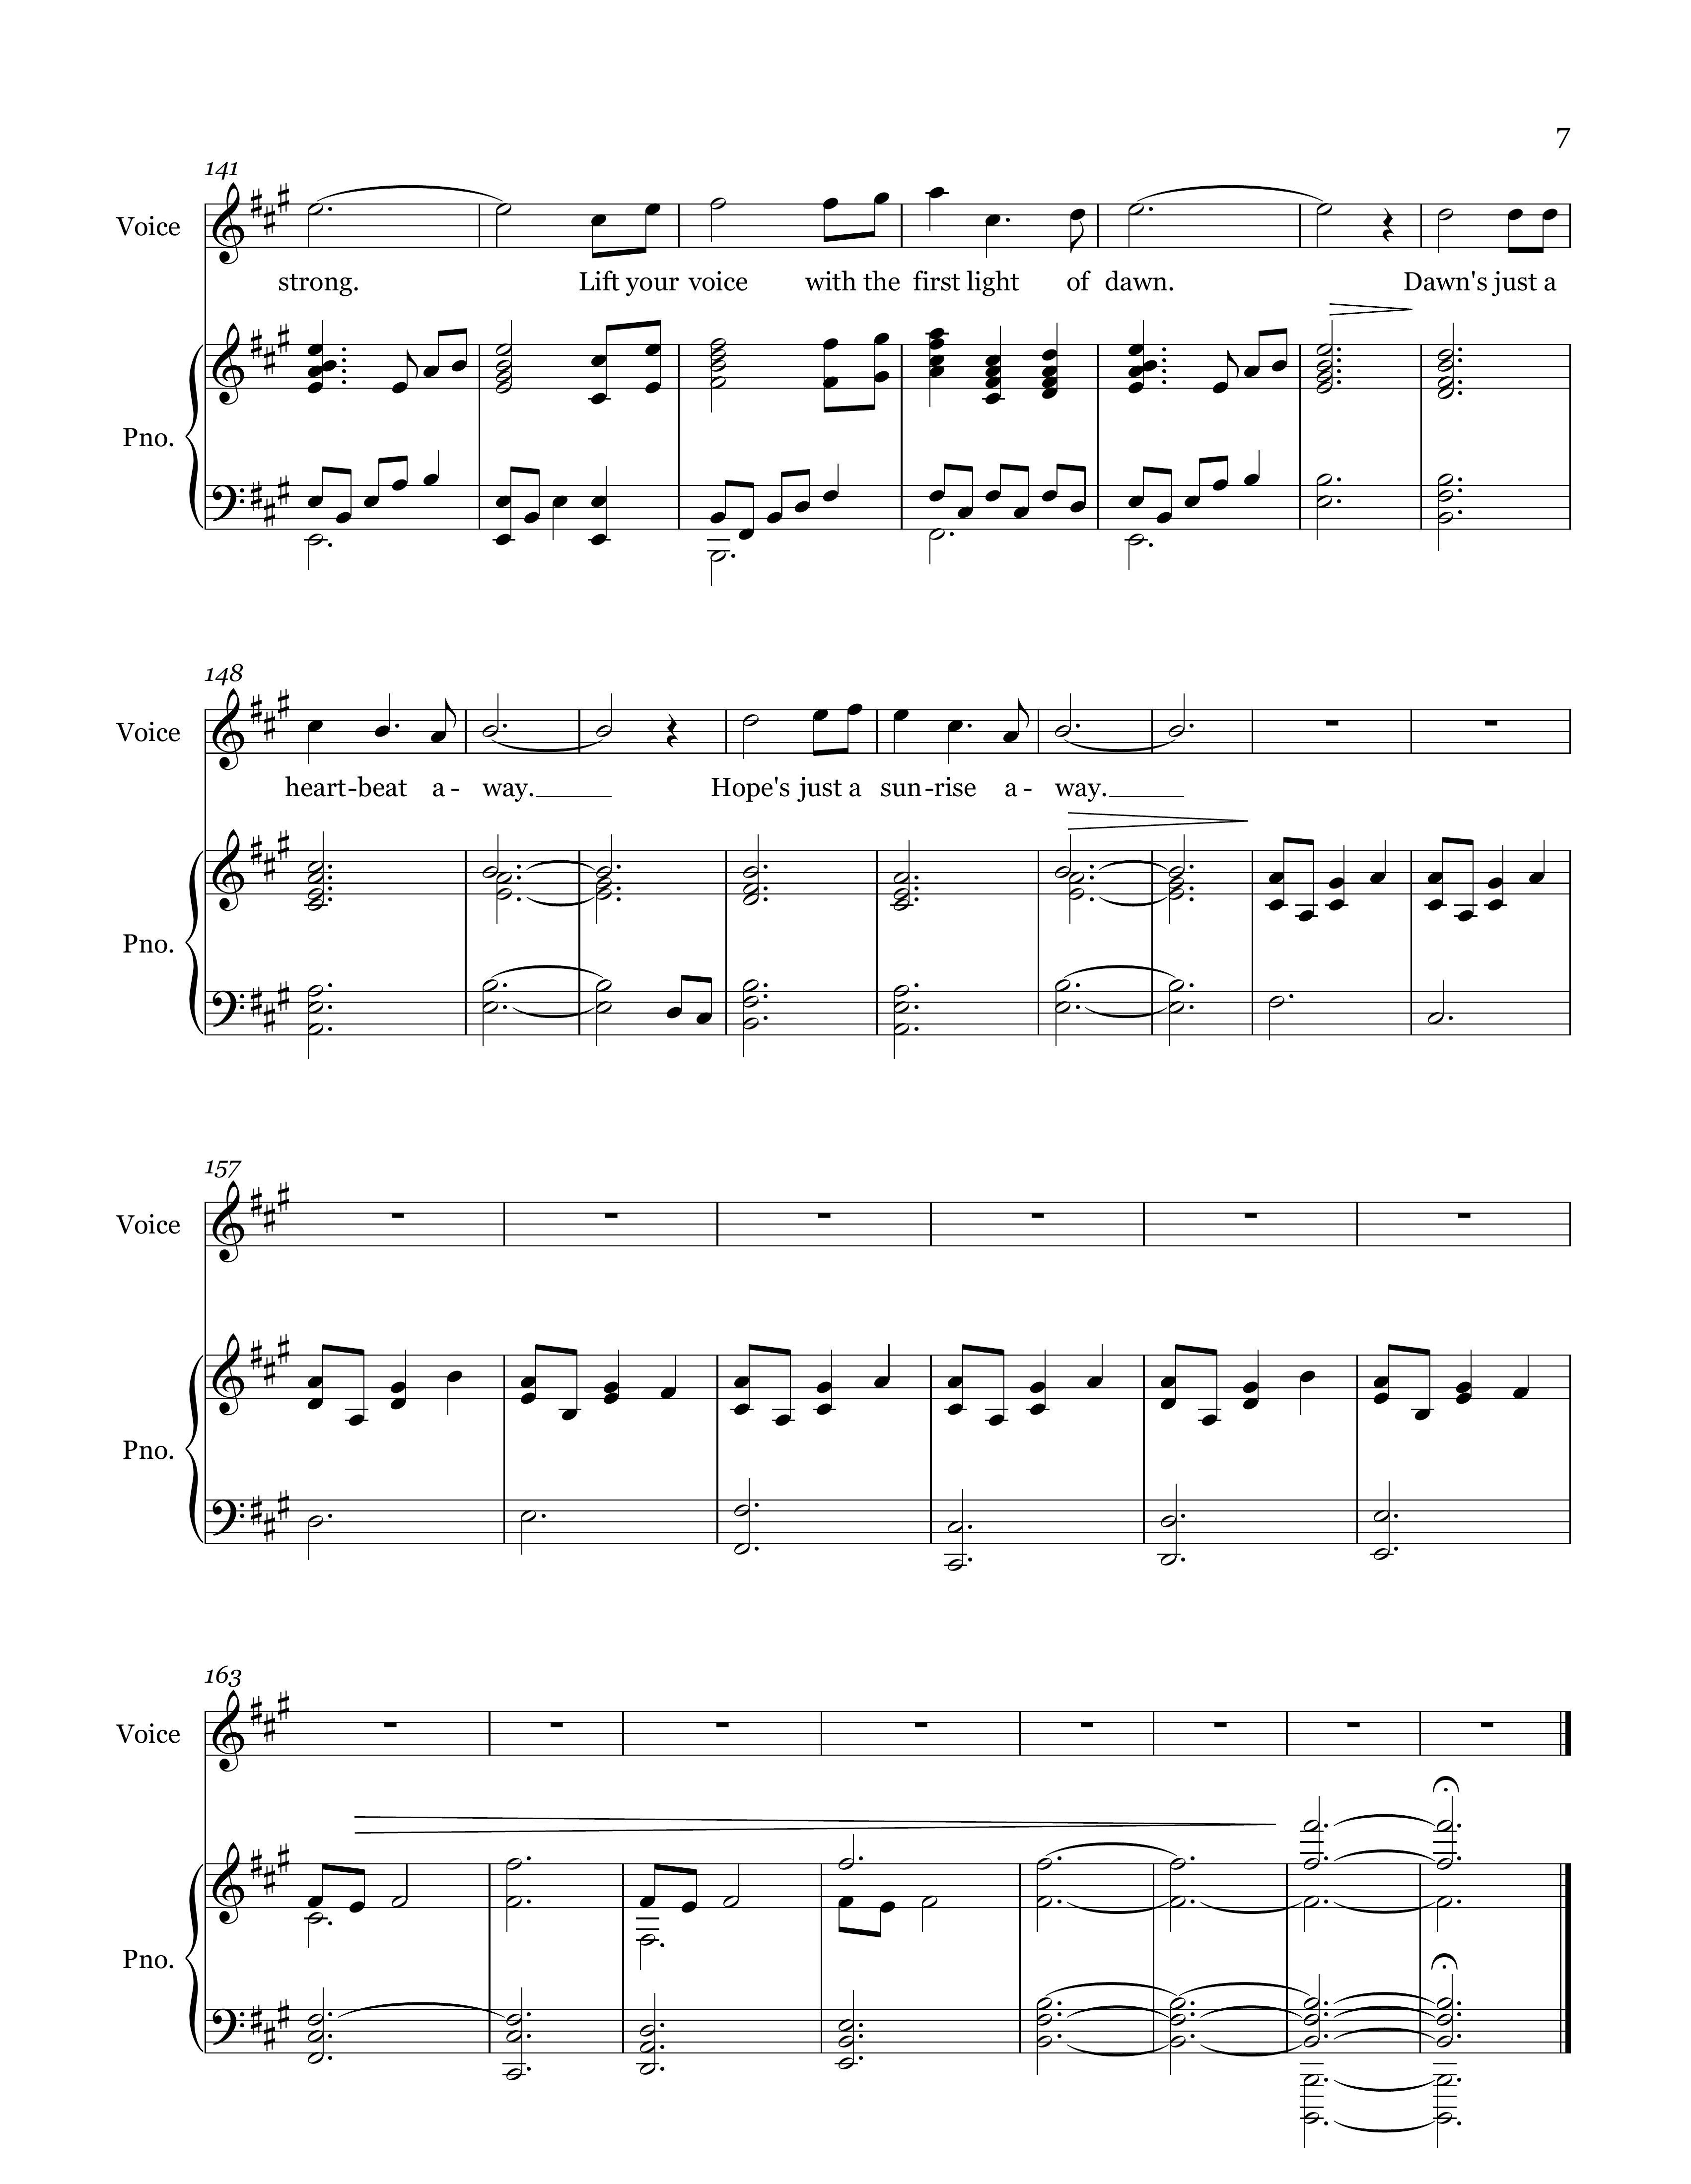 7
141
Voice
strong. Lift your voice with the first light of dawn. Dawn's just a
Pno.
148
Voice
heart-beat a-way. Hope's just a sun-rise a-way.
Pno.
157
Voice
Pno.
163
Voice
Pno.